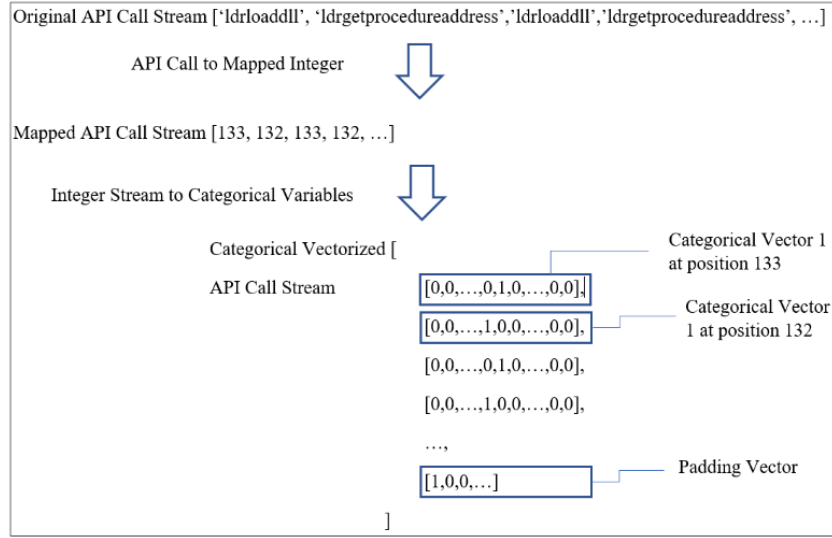 Original API Call Stream [‘ldrloaddll’, ‘ldrgetprocedureaddress’,’ldrloaddll’,’ldrgetprocedureaddress’, …]
API Call to Mapped Integer
Mapped API Call Stream [133, 132, 133, 132, …]
Integer Stream to Categorical Variables
Categorical Vectorized [
API Call Stream
[0,0,…,0,1,0,…,0,0],
[0,0,…,1,0,0,…,0,0],
[0,0,…,0,1,0,…,0,0],
[0,0,…,1,0,0,…,0,0],
…,
[1,0,0,…]
]
Categorical Vector 1
at position 133
Categorical Vector
1 at position 132
Padding Vector